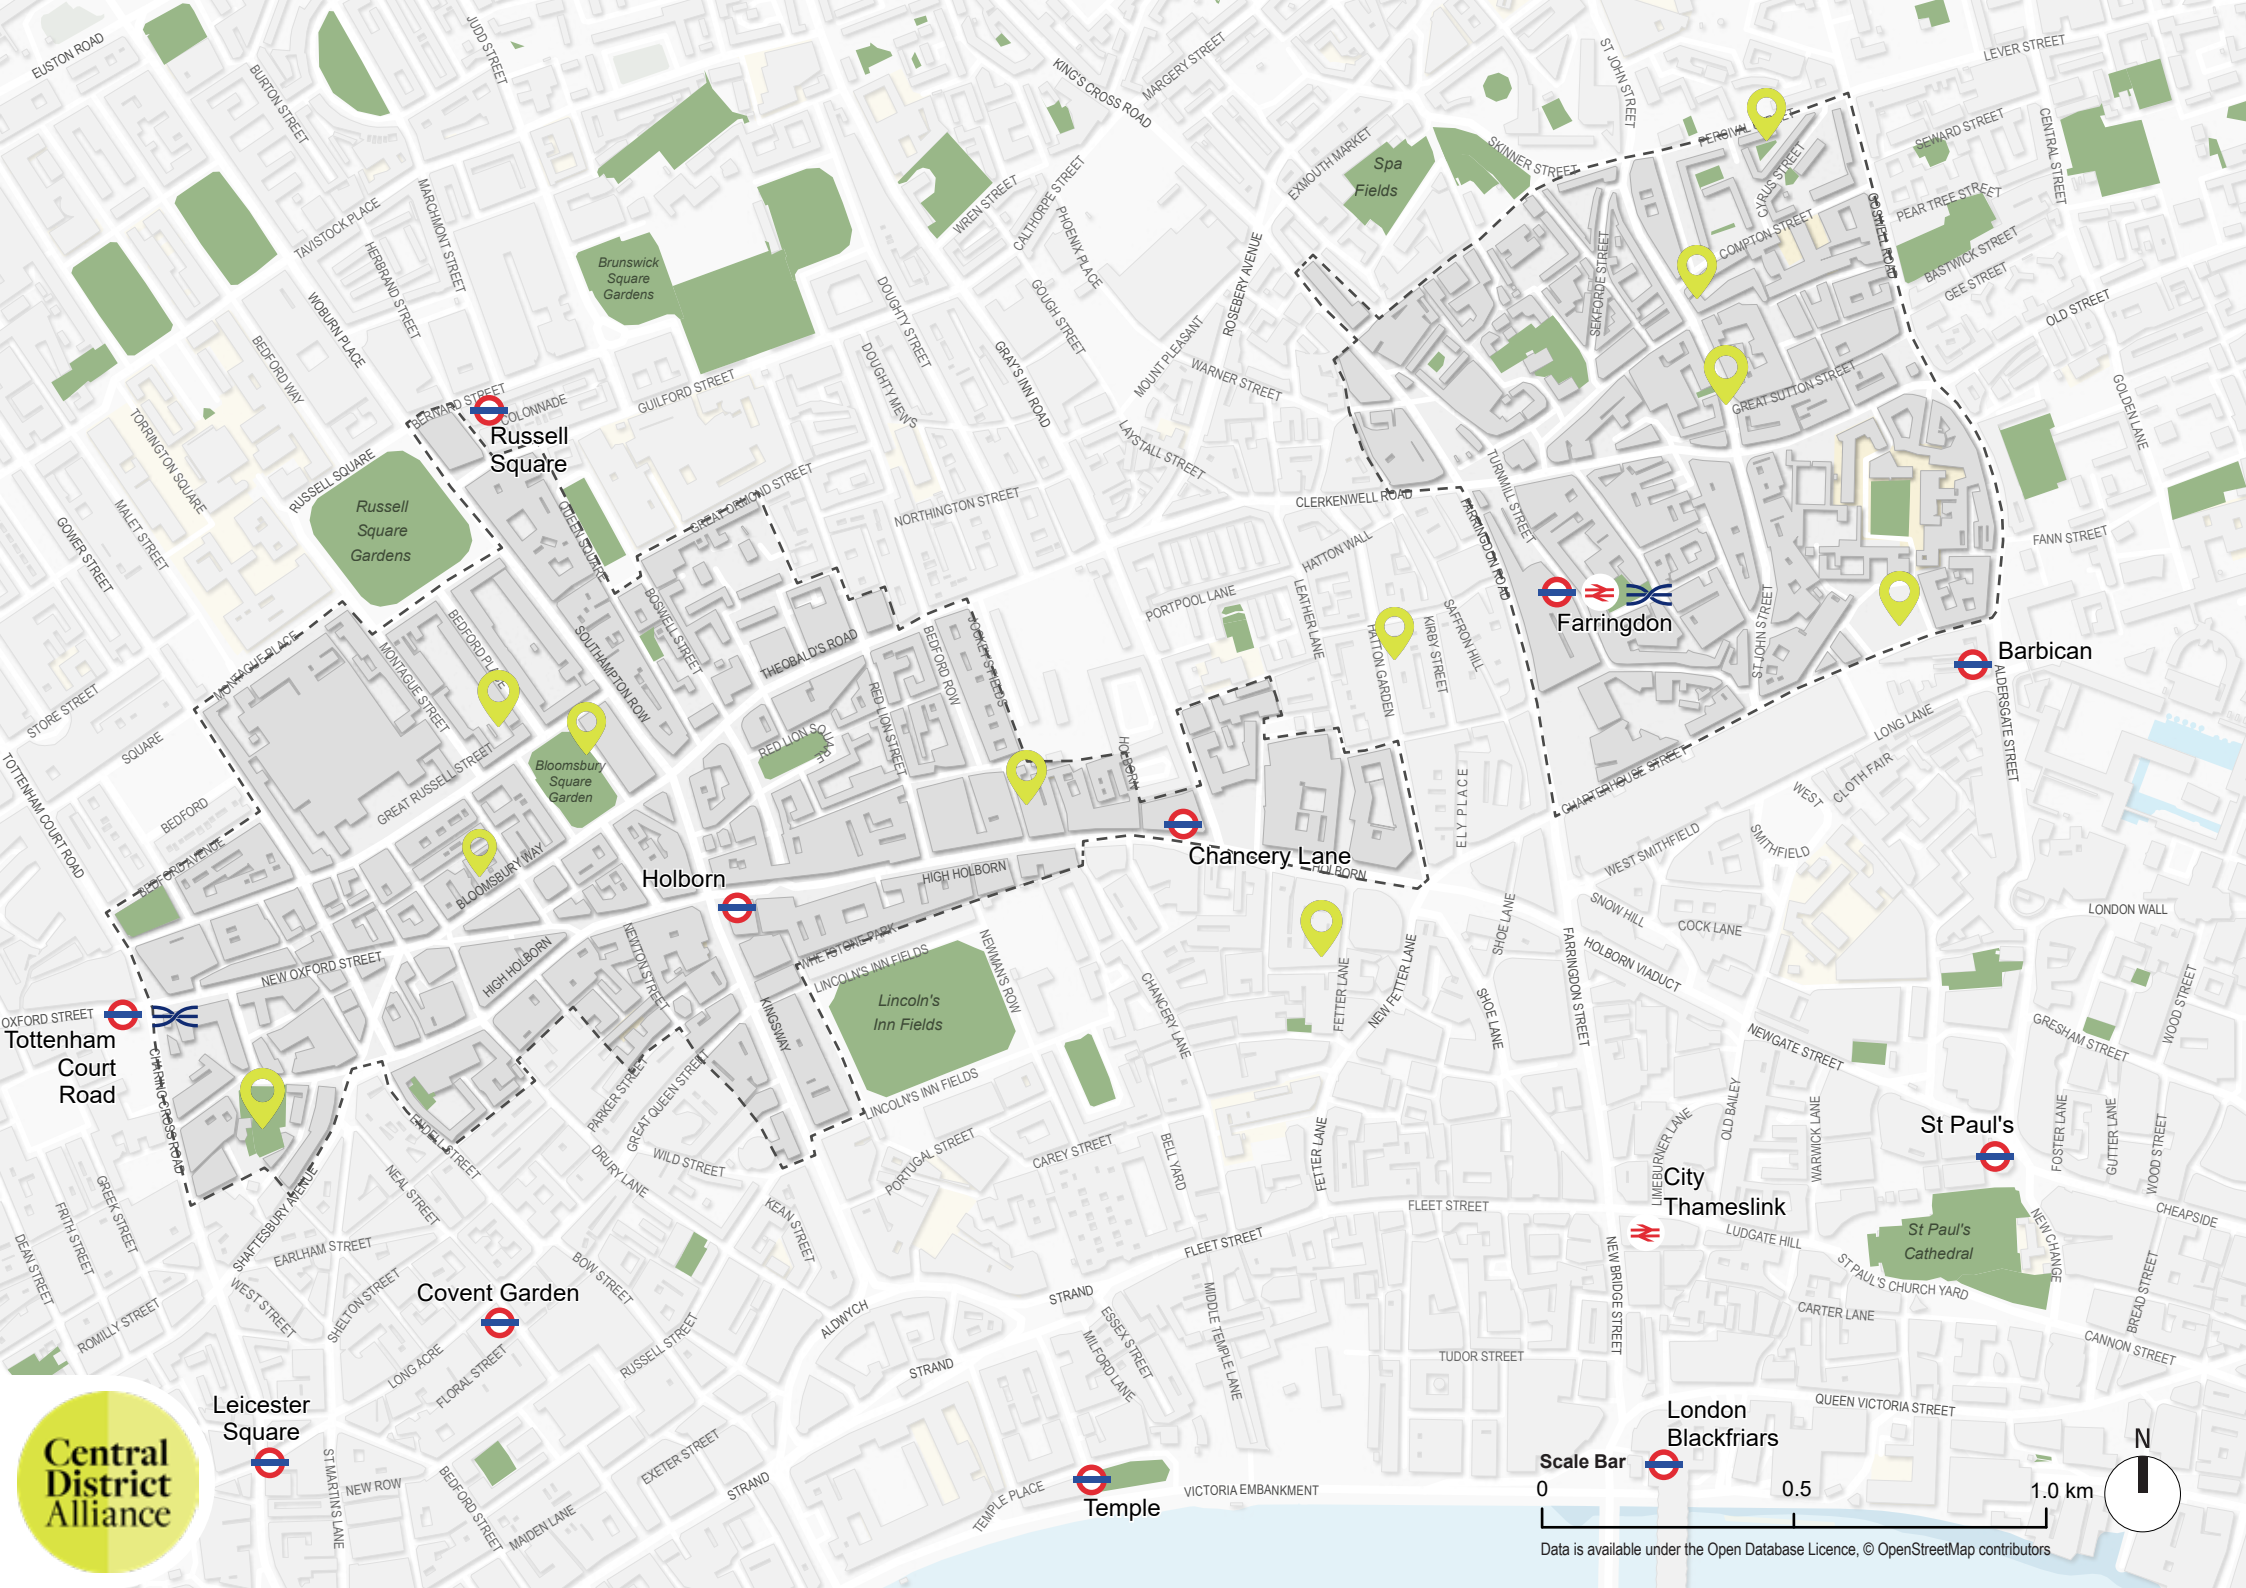 EUSTON ROAD
BURTON STREET
JUDD STREET
KING'S CROSS ROAD
MARGERY STREET
ST JOHN STREET
LEVER STREET
SKINNER STREET
EXMOUTH MARKET
Spa
Fields
CYRUS STREET
COMPTON STREET
GOSWELL ROAD
SEWARD STREET
CENTRAL STREET
PEAR TREE STREET
BASTWICK STREET
GEE STREET
OLD STREET
TAVISTOCK PLACE
MARCHMONT STREET
HERBRAND STREET
WOBURN PLACE
BEDFORD WAY
Brunswick
Square
Gardens
WREN STREET
CALTHORPE STREET
PHOENIX PLACE
GOUGH STREET
ROSEBERY AVENUE
MOUNT PLEASANT
WARNER STREET
SEKFORDE STREET
GREAT SUTTON STREET
GOLDEN LANE
DOUGHTY STREET
DOUGHTY MEWS
GRAY'S INN ROAD
LAYSTALL STREET
GUILFORD STREET
BERNARD STREET
COLONNADE
Russell
Square
TORRINGTON SQUARE
RUSSELL SQUARE
MALET STREET
GOWER STREET
Russell
Square
Gardens
QUEEN SQUARE
GREAT ORMOND STREET
NORTHINGTON STREET
CLERKENWELL ROAD
TURNMILL STREET
FARRINGDON ROAD
HATTON WALL
FANN STREET
Farringdon
ST JOHN STREET
Barbican
ALDERSGATE STREET
PORTPOOL LANE
LEATHER LANE
HATTON GARDEN
KIRBY STREET
SAFFRON HILL
BOSWELL STREET
SOUTHAMPTON ROW
THEOBALD'S ROAD
BEDFORD ROW
JOCKEY'S FIELDS
RED LION STREET
RED LION SQUARE
BEDFORD PLACE
MONTAGUE STREET
MONTAGUE PLACE
STORE STREET
SQUARE
BEDFORD
BEDFORD AVENUE
TOTTENHAM COURT ROAD
GREAT RUSSELL STREET
Bloomsbury
Square
Garden
BLOOMSBURY WAY
HOLBORN
Chancery Lane
HOLBORN
ELY PLACE
CHARTERHOUSE STREET
LONG LANE
CLOTH FAIR
WEST
SMITHFIELD
WEST SMITHFIELD
SNOW HILL
COCK LANE
HOLBORN VIADUCT
LONDON WALL
Holborn
HIGH HOLBORN
WHETSTONE PARK
LINCOLN'S INN FIELDS
NEWMAN'S ROW
Lincoln's
Inn Fields
LINCOLN'S INN FIELDS
NEW OXFORD STREET
HIGH HOLBORN
NEWTON STREET
KINGSWAY
OXFORD STREET
Tottenham
Court
Road
CHARING CROSS ROAD
ENDELL STREET
PARKER STREET
GREAT QUEEN STREET
DRURY LANE
WILD STREET
KEAN STREET
PORTUGAL STREET
CAREY STREET
BELL YARD
CHANCERY LANE
FETTER LANE
NEW FETTER LANE
FETTER LANE
SHOE LANE
SHOE LANE
FARRINGDON STREET
NEWGATE STREET
OLD BAILEY
LIMEBURNER LANE
WARWICK LANE
GRESHAM STREET
WOOD STREET
St Paul's
FOSTER LANE
GUTTER LANE
WOOD STREET
CHEAPSIDE
City
Thameslink
LUDGATE HILL
St Paul's
Cathedral
NEW CHANGE
ST PAUL'S CHURCH YARD
BREAD STREET
CARTER LANE
CANNON STREET
QUEEN VICTORIA STREET
FLEET STREET
FLEET STREET
NEW BRIDGE STREET
TUDOR STREET
MIDDLE TEMPLE LANE
ESSEX STREET
MILFORD LANE
STRAND
ALDWYCH
STRAND
STRAND
SHAFTESBURY AVENUE
NEAL STREET
EARLHAM STREET
SHELTON STREET
WEST STREET
GREEK STREET
FRITH STREET
DEAN STREET
ROMILLY STREET
BOW STREET
RUSSELL STREET
Covent Garden
LONG ACRE
FLORAL STREET
Leicester
Square
ST MARTIN'S LANE
NEW ROW
BEDFORD STREET
MAIDEN LANE
EXETER STREET
TEMPLE PLACE
Temple
VICTORIA EMBANKMENT
London
Blackfriars
Scale Bar
0
0.5
1.0 km
N
Data is available under the Open Database Licence, © OpenStreetMap contributors
Central
District
Alliance